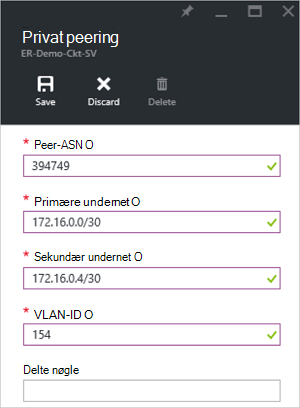 Privat peering
ER-Demo-Ckt-SV
Save Discard Delete
* Peer-ASN O
394749
* Primære undernet O
172.16.0.0/30
* Sekundær undernet O
172.16.0.4/30
* VLAN-ID O
154
Delte nøgle